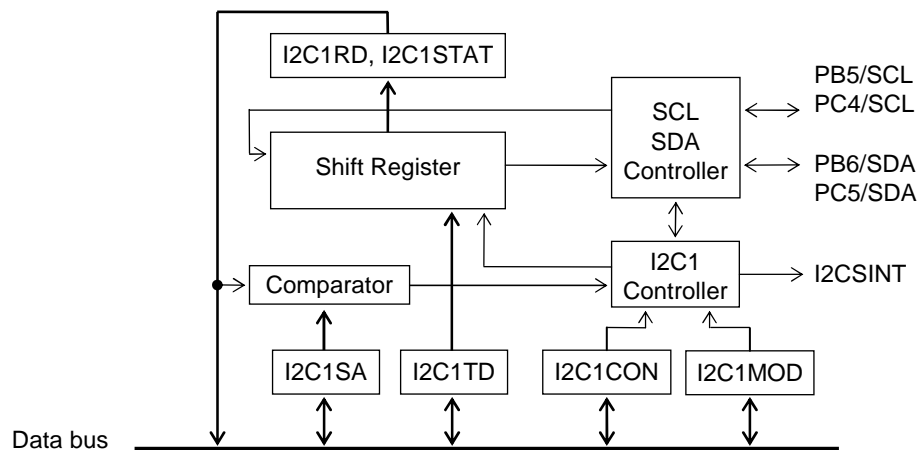 I2C1RD, I2C1STAT
PB5/SCL
PC4/SCL
SCL
SDA
Controller
Shift Register
PB6/SDA
PC5/SDA
I2C1
Controller
I2CSINT
Comparator
I2C1SA
I2C1TD
I2C1CON
I2C1MOD
Data bus